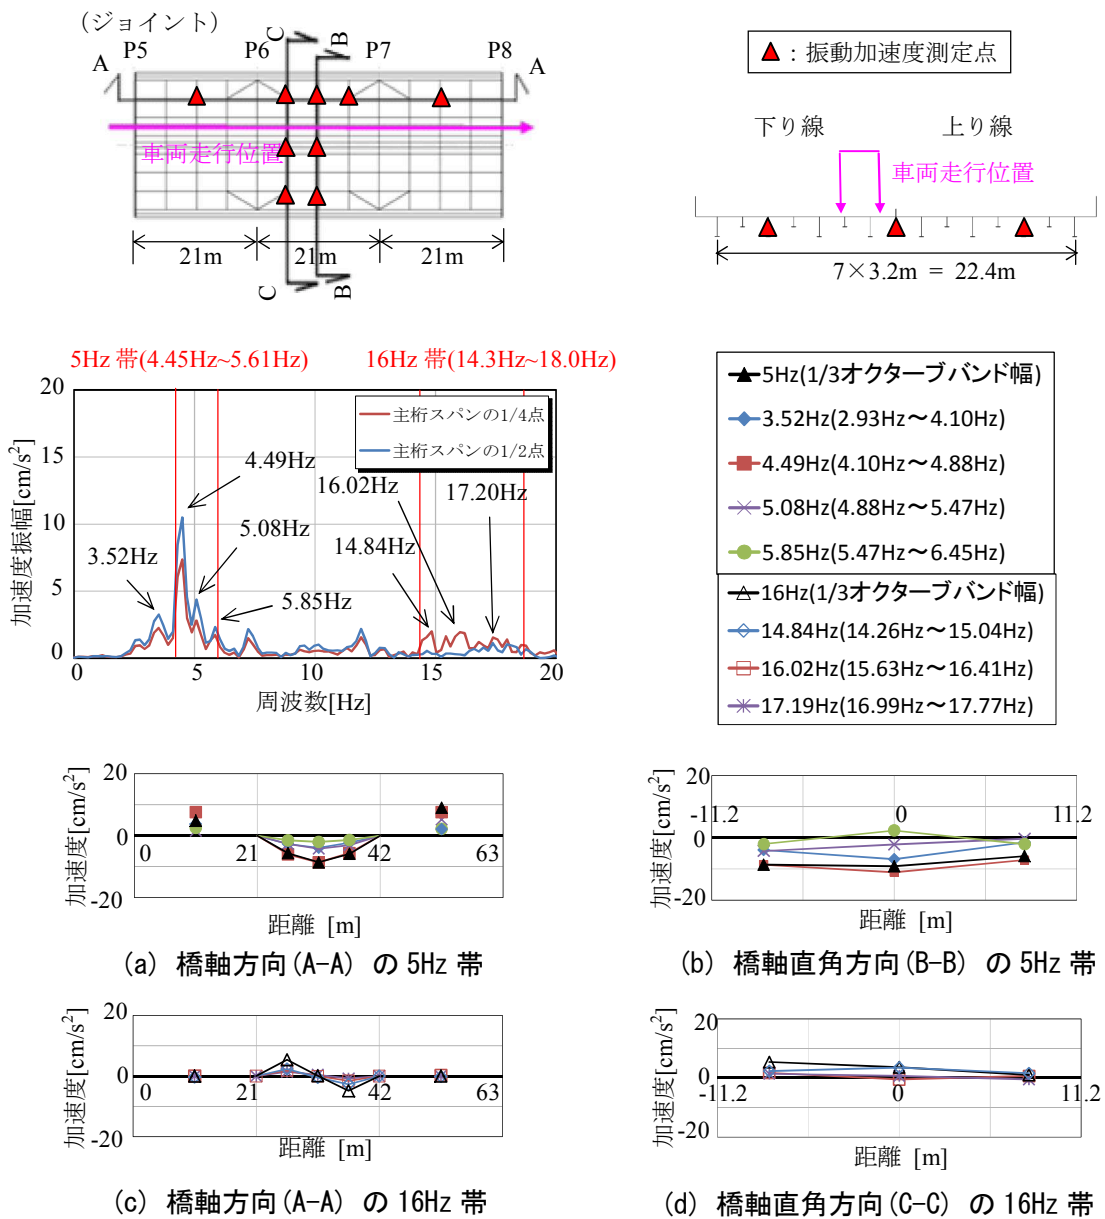 (ジョイント)
P5 P6 C B P7 P8
A A
車両走行位置
21m 21m 21m
C B
▲：振動加速度測定点
下り線 上り線
車両走行位置
7×3.2m = 22.4m
5Hz 帯(4.45Hz~5.61Hz) 16Hz 帯(14.3Hz~18.0Hz)
加速度振幅[cm/s²]
20
15
10
5
0
0 5 10 15 20
周波数[Hz]
主桁スパンの1/4点
主桁スパンの1/2点
3.52Hz
4.49Hz
5.08Hz
5.85Hz
14.84Hz
16.02Hz
17.20Hz
5Hz(1/3オクターブバンド幅)
3.52Hz(2.93Hz～4.10Hz)
4.49Hz(4.10Hz～4.88Hz)
5.08Hz(4.88Hz～5.47Hz)
5.85Hz(5.47Hz～6.45Hz)
16Hz(1/3オクターブバンド幅)
14.84Hz(14.26Hz～15.04Hz)
16.02Hz(15.63Hz～16.41Hz)
17.19Hz(16.99Hz～17.77Hz)
加速度[cm/s²]
20
0
-20
0 21 42 63
距離 [m]
(a) 橋軸方向(A-A) の 5Hz 帯
加速度[cm/s²]
20
0
-20
-11.2 0 11.2
距離 [m]
(b) 橋軸直角方向(B-B) の 5Hz 帯
加速度[cm/s²]
20
0
-20
0 21 42 63
距離 [m]
(c) 橋軸方向(A-A) の 16Hz 帯
加速度[cm/s²]
20
0
-20
-11.2 0 11.2
距離 [m]
(d) 橋軸直角方向(C-C) の 16Hz 帯